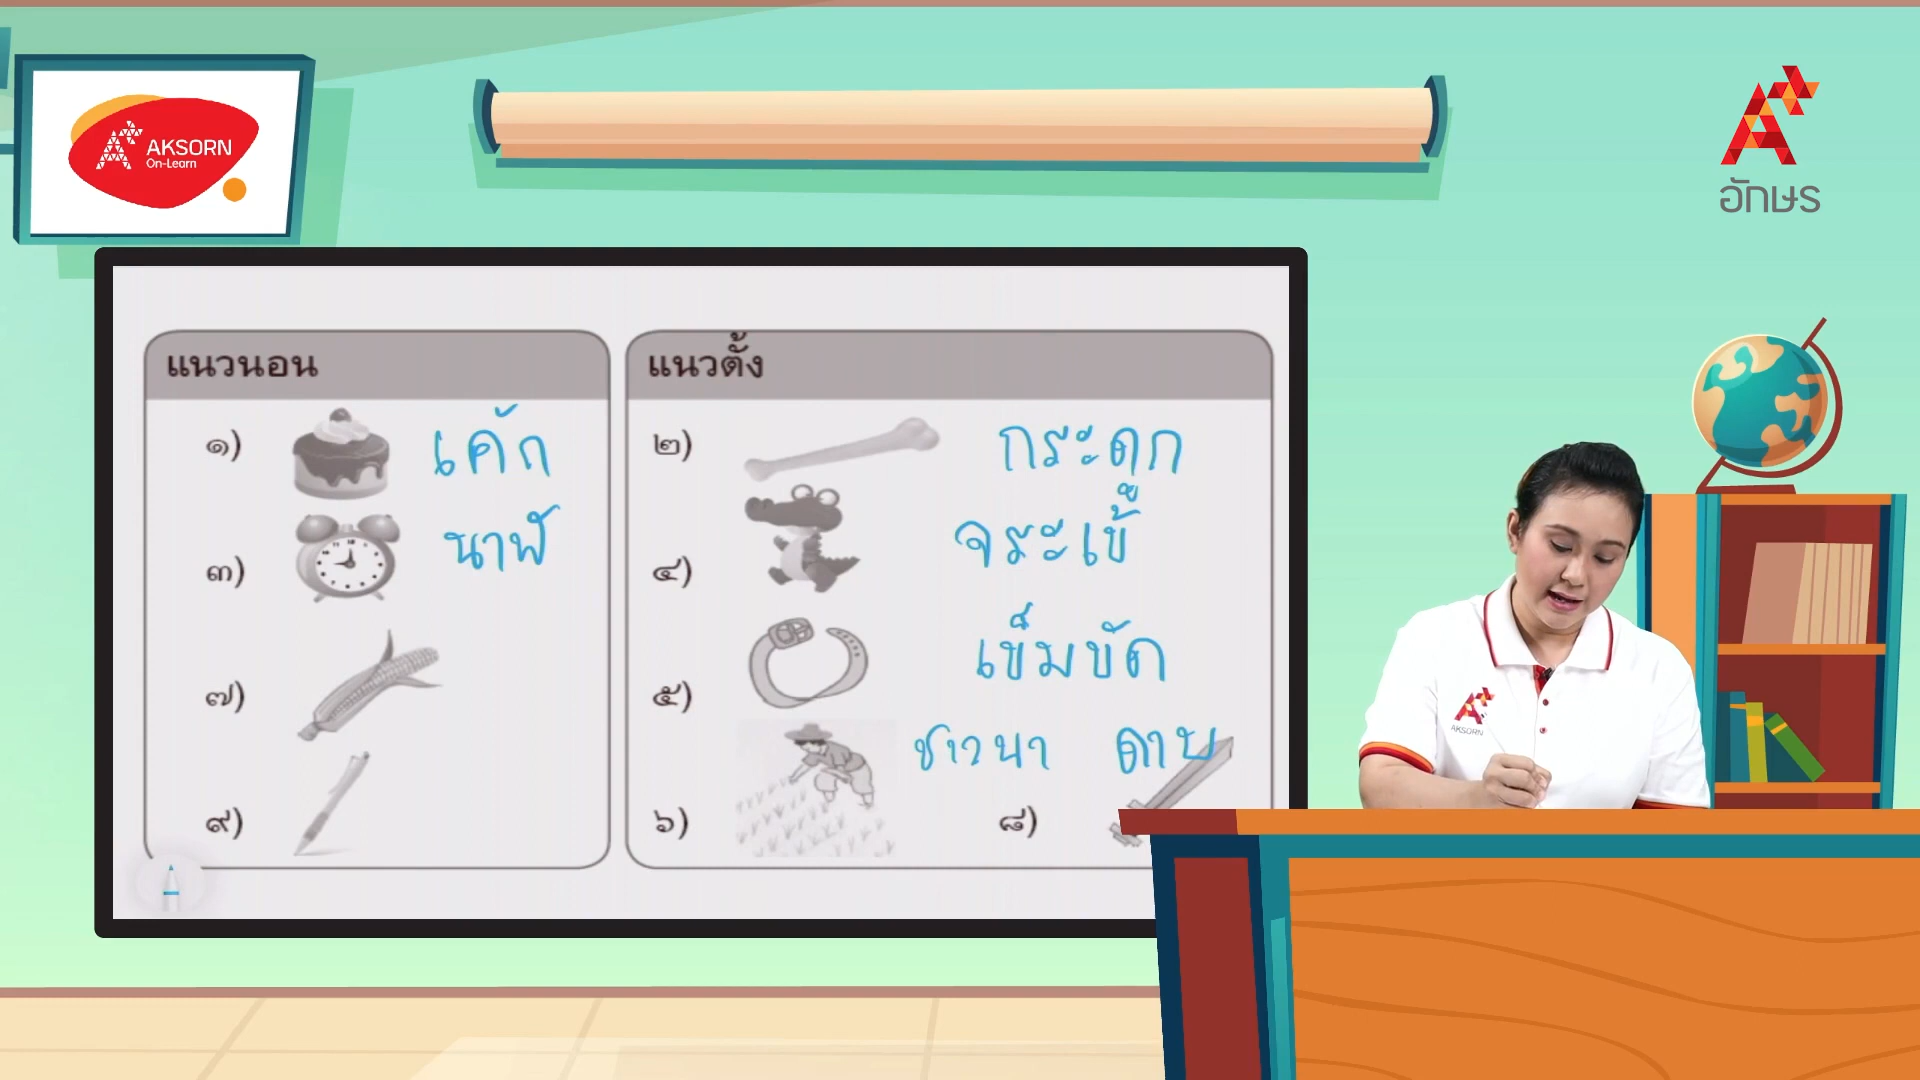 AKSORN
On-Learn
อักษร
แนวนอน
๑) เค้ก
๓) นาฬิ
๗)
๙)
แนวตั้ง
๒) กระดูก
๔) จระเข้
๕) เข็มขัด
๖) ชาวนา
๘) ดาบ
AKSORN